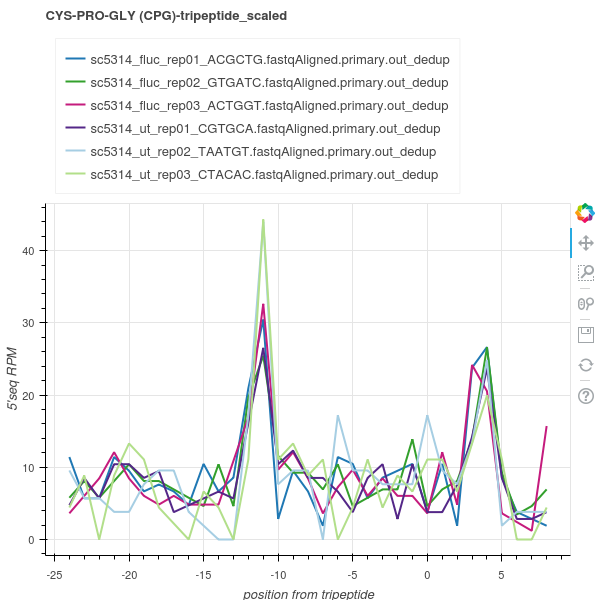 CYS-PRO-GLY (CPG)-tripeptide_scaled
sc5314_fluc_rep01_ACGCTG.fastqAligned.primary.out_dedup
sc5314_fluc_rep02_GTGATC.fastqAligned.primary.out_dedup
sc5314_fluc_rep03_ACTGGT.fastqAligned.primary.out_dedup
sc5314_ut_rep01_CGTGCA.fastqAligned.primary.out_dedup
sc5314_ut_rep02_TAATGT.fastqAligned.primary.out_dedup
sc5314_ut_rep03_CTACAC.fastqAligned.primary.out_dedup
40
30
20
10
0
5'seq RPM
-25 -20 -15 -10 -5 0 5
position from tripeptide